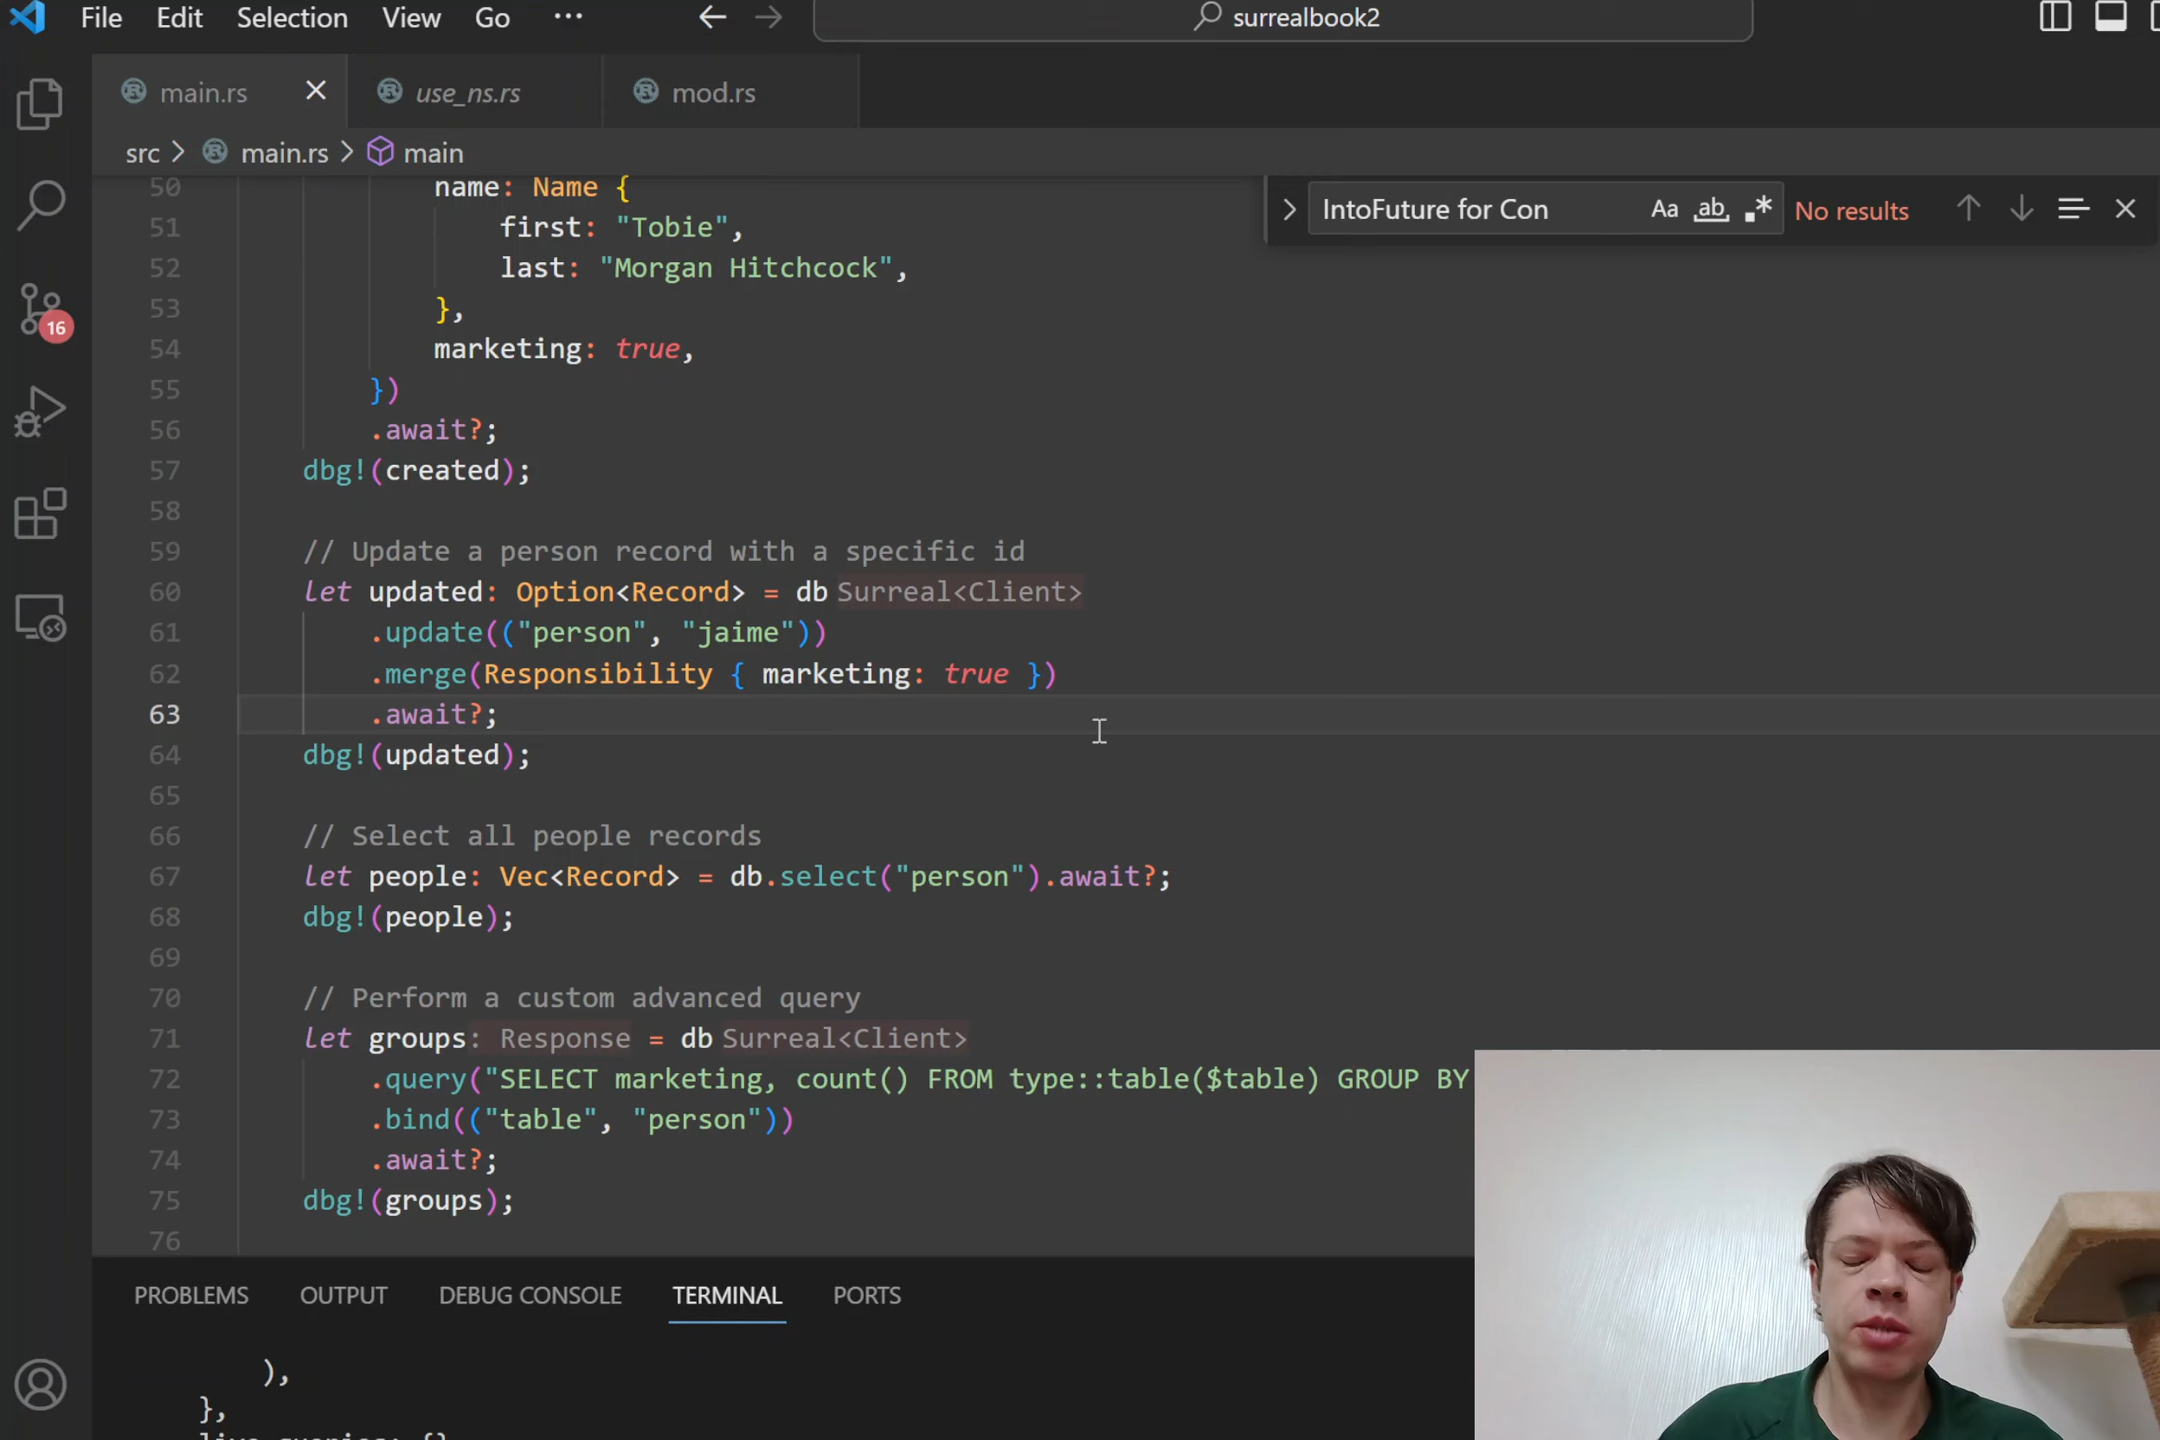 File Edit Selection View Go ··· surrealbook2
main.rs use_ns.rs mod.rs
src > main.rs > main
IntoFuture for Con Aa ab .* No results
50 name: Name {
51 first: "Tobie",
52 last: "Morgan Hitchcock",
53 },
54 marketing: true,
55 })
56 .await?;
57 dbg!(created);
58
59 // Update a person record with a specific id
60 let updated: Option<Record> = db Surreal<Client>
61 .update(("person", "jaime"))
62 .merge(Responsibility { marketing: true })
63 .await?;
64 dbg!(updated);
65
66 // Select all people records
67 let people: Vec<Record> = db.select("person").await?;
68 dbg!(people);
69
70 // Perform a custom advanced query
71 let groups: Response = db Surreal<Client>
72 .query("SELECT marketing, count() FROM type::table($table) GROUP BY
73 .bind(("table", "person"))
74 .await?;
75 dbg!(groups);
76
16
PROBLEMS OUTPUT DEBUG CONSOLE TERMINAL PORTS
),
},
live_queries: {}